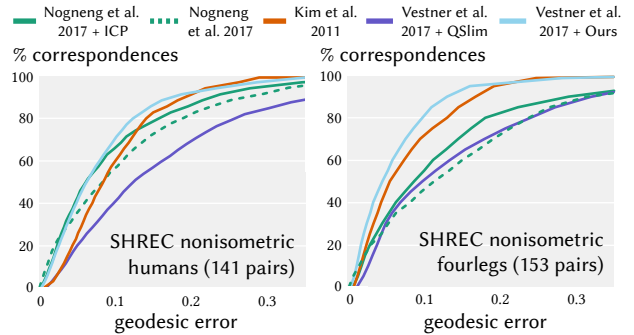 Nogneng et al. 2017 + ICP
Nogneng et al. 2017
Kim et al. 2011
Vestner et al. 2017 + QSlim
Vestner et al. 2017 + Ours
% correspondences
100
80
60
40
20
0
0
0.1
0.2
0.3
SHREC nonisometric
humans (141 pairs)
geodesic error
% correspondences
100
80
60
40
20
0
0
0.1
0.2
0.3
SHREC nonisometric
fourlegs (153 pairs)
geodesic error